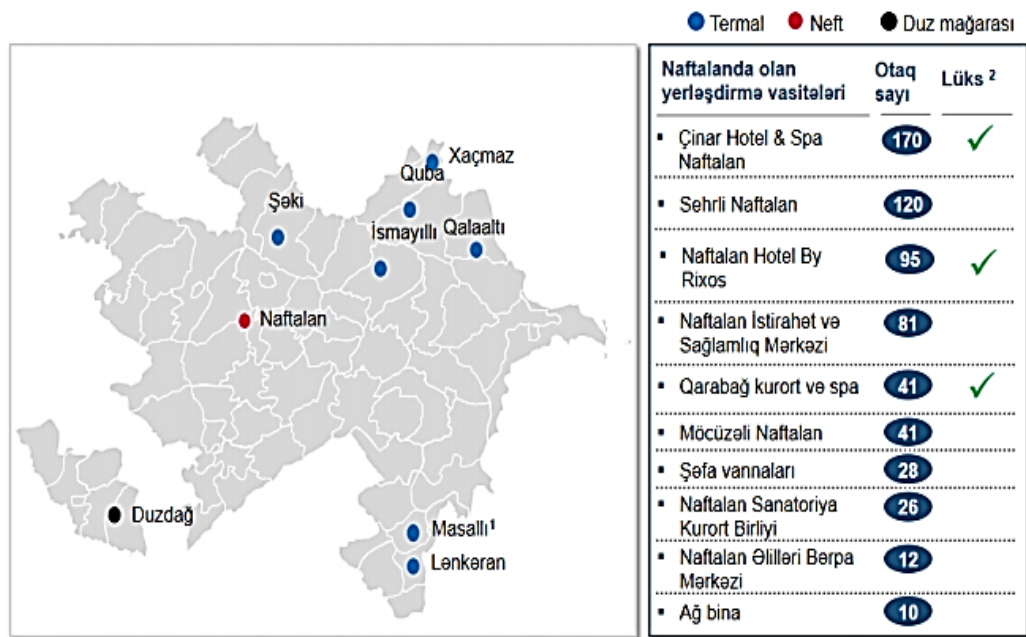 Termal
Neft
Duz mağarası
Xaçmaz
Quba
Şəki
İsmayıllı
Qalaaltı
Naftalan
Duzdağ
Masallı¹
Lənkəran
Naftalanda olan
yerləşdirmə vasitələri
Otaq
sayı
Lüks ²
▪ Çinar Hotel & Spa
Naftalan
170 ✓
▪ Sehrli Naftalan
120
▪ Naftalan Hotel By
Rixos
95 ✓
▪ Naftalan İstirahət və
Sağlamlıq Mərkəzi
81
▪ Qarabağ kurort və spa
41 ✓
▪ Möcüzəli Naftalan
41
▪ Şəfa vannaları
28
▪ Naftalan Sanatoriya
Kurort Birliyi
26
▪ Naftalan Əlilləri Bərpa
Mərkəzi
12
▪ Ağ bina
10